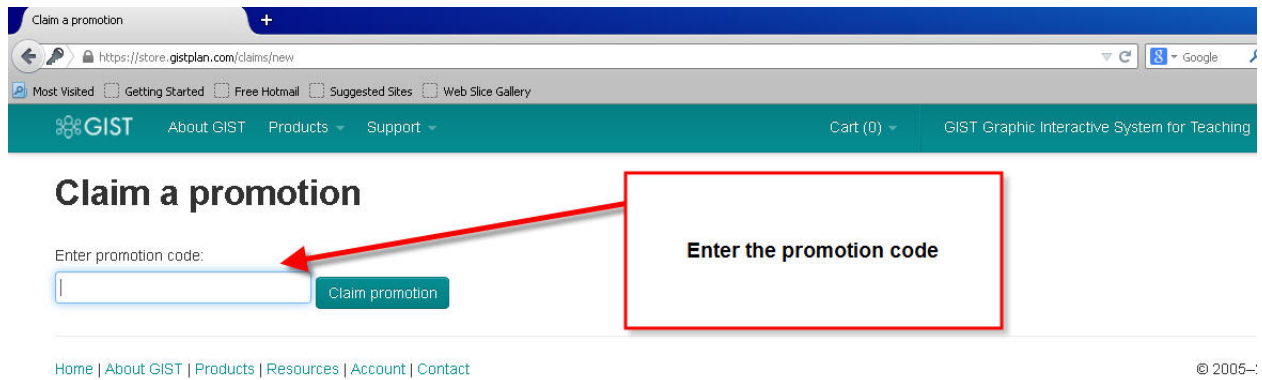 Claim a promotion +
https://store.gistplan.com/claims/new Google
Most Visited Getting Started Free Hotmail Suggested Sites Web Slice Gallery
GIST About GIST Products Support Cart (0) GIST Graphic Interactive System for Teaching
Claim a promotion
Enter the promotion code
Enter promotion code:
Claim promotion
Home | About GIST | Products | Resources | Account | Contact © 2005–